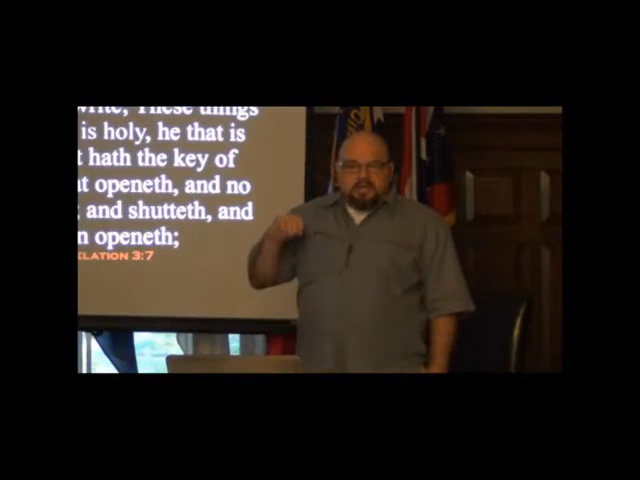 write, These things
is holy, he that is
hath the key of
openeth, and no
and shutteth, and
openeth;
ELATION 3:7